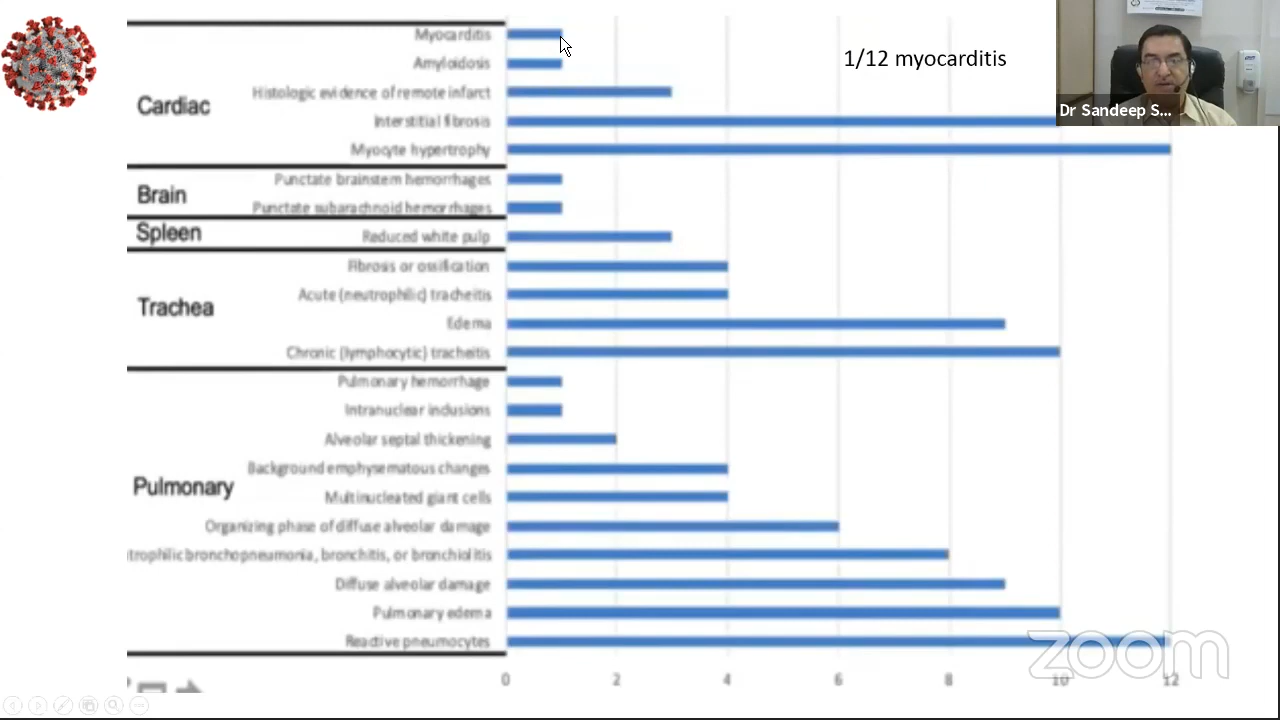 Myocarditis
1/12 myocarditis
Amyloidosis
Cardiac
Histologic evidence of remote infarct
Interstitial fibrosis
Dr Sandeep S...
Myocyte hypertrophy
Brain
Punctate brainstem hemorrhages
Punctate subarachnoid hemorrhages
Spleen
Reduced white pulp
Trachea
Fibrosis or ossification
Acute (neutrophilic) tracheitis
Edema
Chronic (lymphocytic) tracheitis
Pulmonary
Pulmonary hemorrhage
Intranuclear inclusions
Alveolar septal thickening
Background emphysematous changes
Multinucleated giant cells
Organizing phase of diffuse alveolar damage
trophilic bronchopneumonia, bronchitis, or bronchiolitis
Diffuse alveolar damage
Pulmonary edema
Reactive pneumocytes
zoom
0 2 4 6 8 10 12